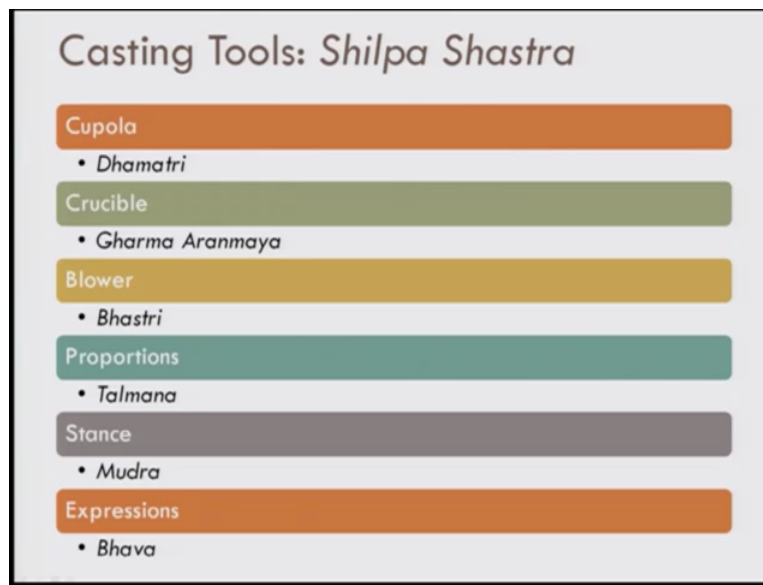 Casting Tools: Shilpa Shastra
Cupola
• Dhamatri
Crucible
• Gharma Aranmaya
Blower
• Bhastri
Proportions
• Talmana
Stance
• Mudra
Expressions
• Bhava